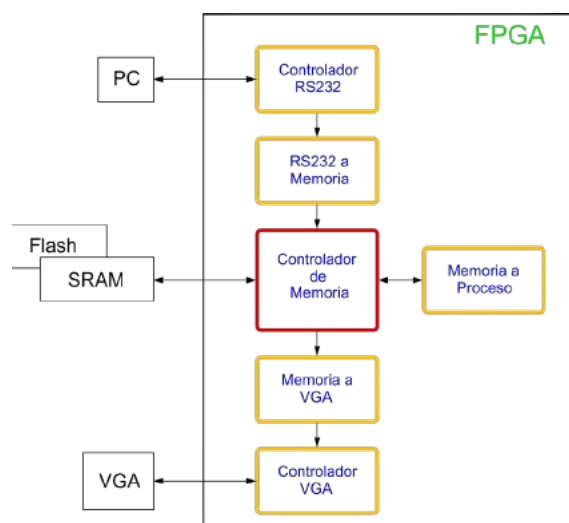 FPGA
PC
Controlador
RS232
RS232 a
Memoria
Flash
SRAM
Controlador
de
Memoria
Memoria a
Proceso
Memoria a
VGA
VGA
Controlador
VGA